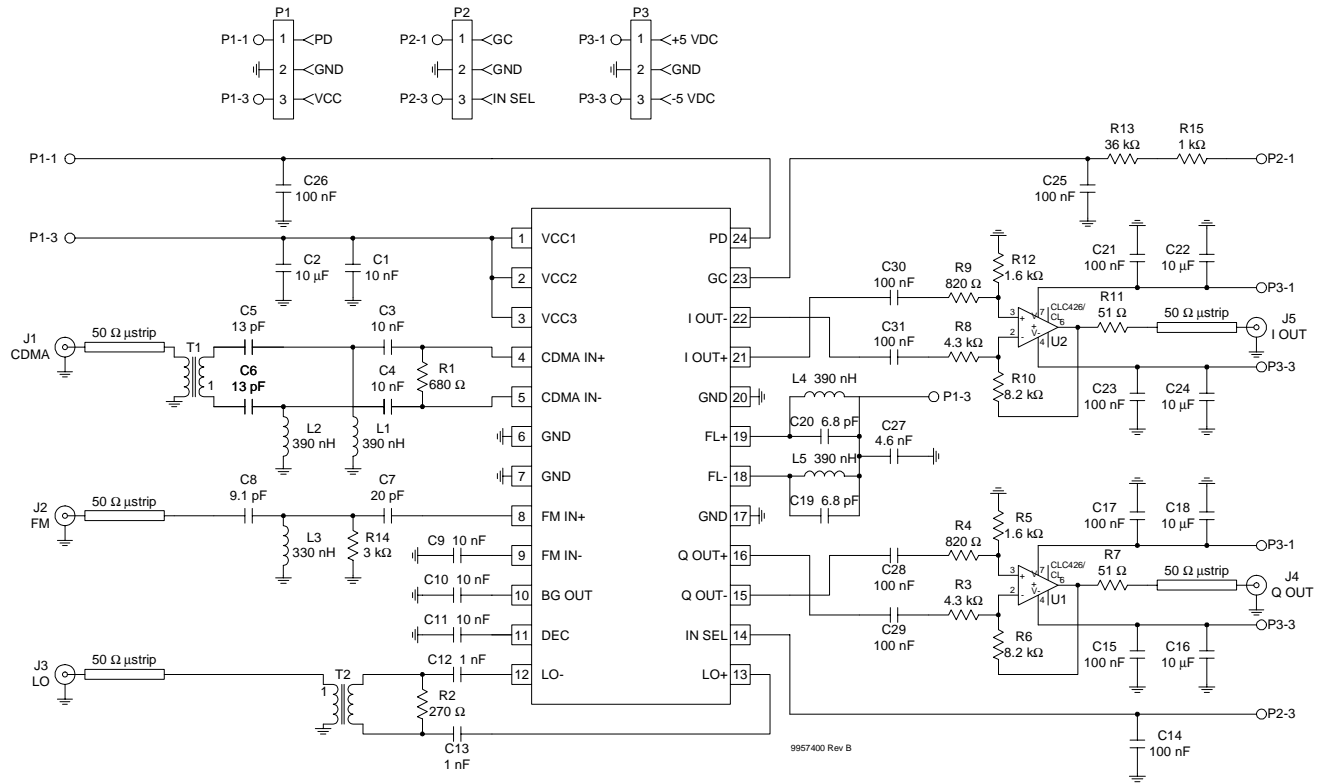 P1
P1-1 1 PD
2 GND
P1-3 3 VCC
P2
P2-1 1 GC
2 GND
P2-3 3 IN SEL
P3
P3-1 1 +5 VDC
2 GND
P3-3 3 -5 VDC
P1-1
C26
100 nF
P1-3
C2
10 µF
C1
10 nF
J1
CDMA
50 Ω µstrip
T1
1
C5
13 pF
C6
13 pF
C3
10 nF
C4
10 nF
R1
680 Ω
L2
390 nH
L1
390 nH
J2
FM
50 Ω µstrip
C8
9.1 pF
C7
20 pF
L3
330 nH
R14
3 kΩ
C9 10 nF
C10 10 nF
C11 10 nF
J3
LO
50 Ω µstrip
T2
1
C12 1 nF
R2
270 Ω
C13
1 nF
1 VCC1
2 VCC2
3 VCC3
4 CDMA IN+
5 CDMA IN-
6 GND
7 GND
8 FM IN+
9 FM IN-
10 BG OUT
11 DEC
12 LO-
PD 24
GC 23
I OUT- 22
I OUT+ 21
GND 20
FL+ 19
FL- 18
GND 17
Q OUT+ 16
Q OUT- 15
IN SEL 14
LO+ 13
R13
36 kΩ
R15
1 kΩ
P2-1
C25
100 nF
C30
100 nF
R9
820 Ω
R12
1.6 kΩ
C31
100 nF
R8
4.3 kΩ
R10
8.2 kΩ
C21
100 nF
C22
10 µF
P3-1
3 + V 7 CLC426/
CL
6
+
2 - V- 4 U2
R11
51 Ω
50 Ω µstrip
J5
I OUT
P3-3
C23
100 nF
C24
10 µF
L4 390 nH
P1-3
C20 6.8 pF
C27
4.6 nF
L5 390 nH
C19 6.8 pF
C28
100 nF
R4
820 Ω
R5
1.6 kΩ
C29
100 nF
R3
4.3 kΩ
R6
8.2 kΩ
C17
100 nF
C18
10 µF
P3-1
3 + V 7 CLC426/
CL
6
+
2 - V- 4 U1
R7
51 Ω
50 Ω µstrip
J4
Q OUT
P3-3
C15
100 nF
C16
10 µF
P2-3
C14
100 nF
9957400 Rev B